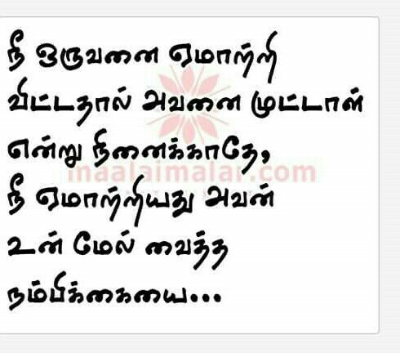 நீ ஒருவனை ஏமாற்றி
விட்டதால் அவனை முட்டாள்
என்று நினைக்காதே,
maalaimalar.com
நீ ஏமாற்றியது அவன்
உன் மேல் வைத்த
நம்பிக்கையை...